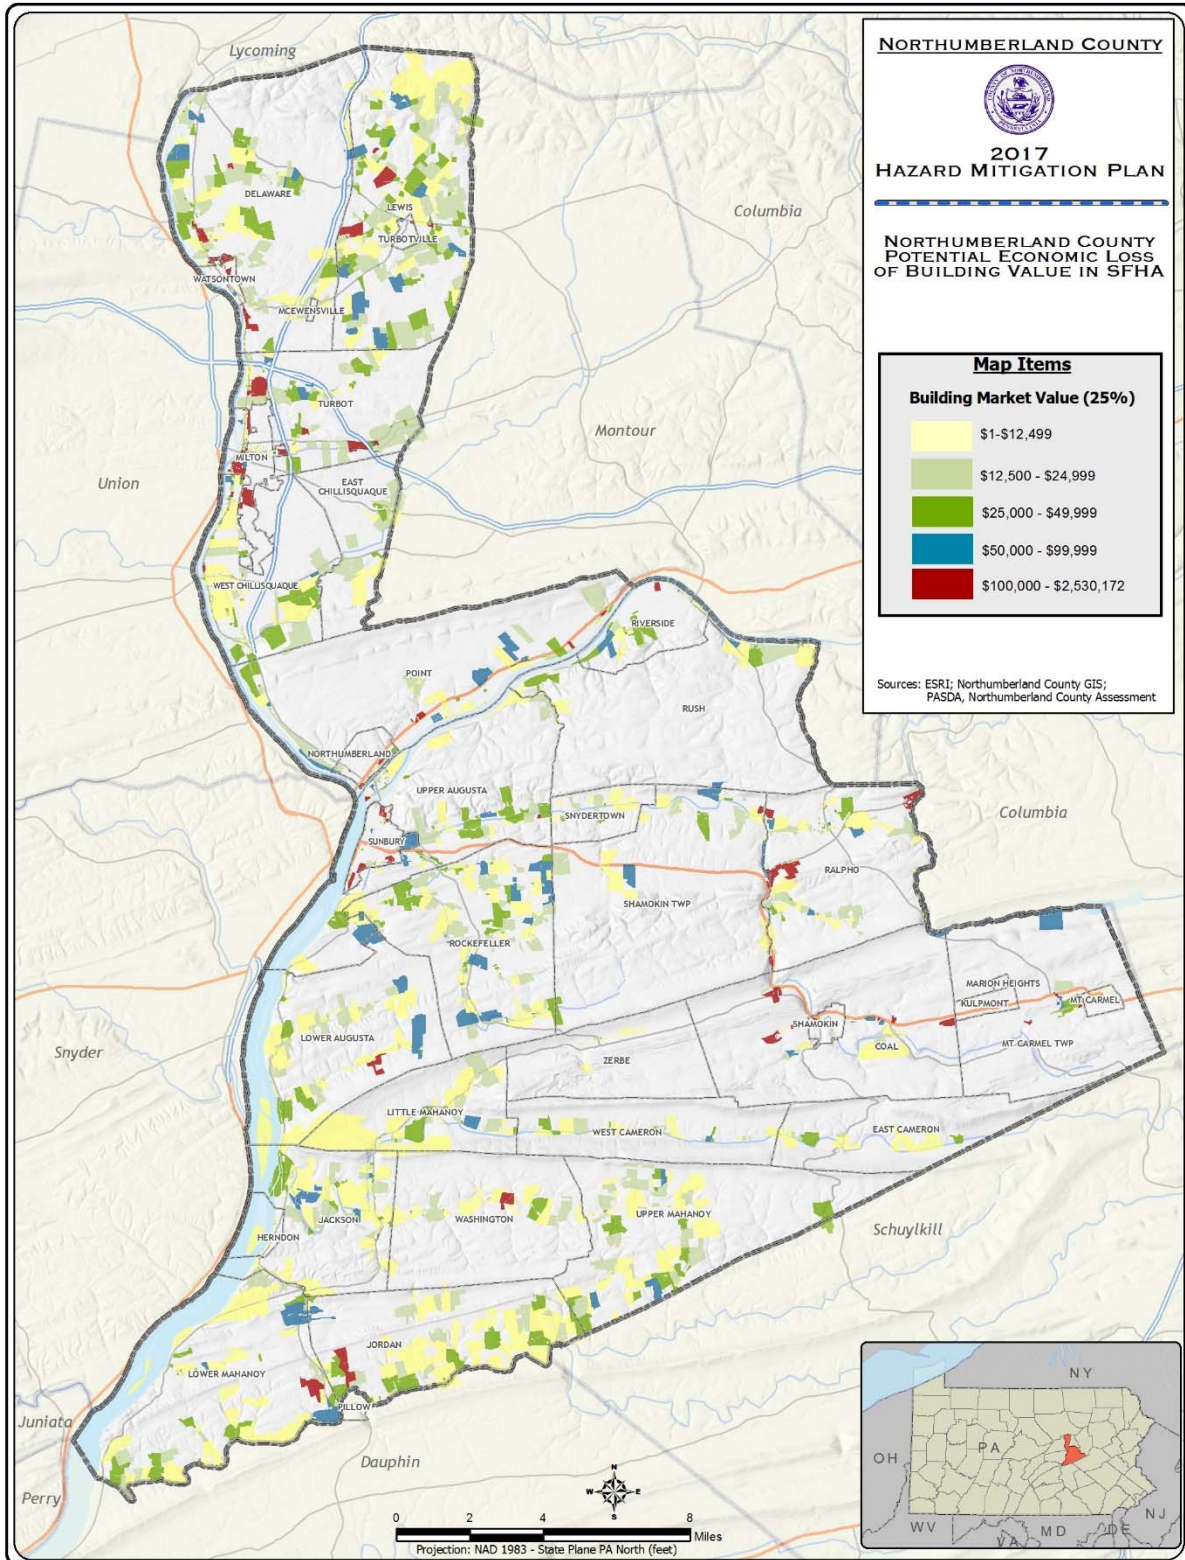 NORTHUMBERLAND COUNTY
COUNTY OF NORTHUMBERLAND
PENNSYLVANIA
2017
HAZARD MITIGATION PLAN
NORTHUMBERLAND COUNTY
POTENTIAL ECONOMIC LOSS
OF BUILDING VALUE IN SFHA
Map Items
Building Market Value (25%)
$1-$12,499
$12,500 - $24,999
$25,000 - $49,999
$50,000 - $99,999
$100,000 - $2,530,172
Sources: ESRI; Northumberland County GIS;
PASDA, Northumberland County Assessment
Lycoming
Columbia
DELAWARE
LEWIS
TURBOTVILLE
WATSONTOWN
MCEWENSVILLE
TURBOT
Montour
MILTON
Union
EAST
CHILLISQUAQUE
WEST CHILLISQUAQUE
RIVERSIDE
POINT
RUSH
NORTHUMBERLAND
UPPER AUGUSTA
SNYDERTOWN
Columbia
SUNBURY
RALPHO
SHAMOKIN TWP
ROCKEFELLER
MARION HEIGHTS
KULPMONT
MT CARMEL
SHAMOKIN
LOWER AUGUSTA
COAL
MT CARMEL TWP
Snyder
ZERBE
LITTLE MAHANOY
WEST CAMERON
EAST CAMERON
JACKSON
WASHINGTON
UPPER MAHANOY
HERNDON
Schuylkill
JORDAN
LOWER MAHANOY
PILLOW
Juniata
Dauphin
Perry
N
W
E
S
0
2
4
8
Miles
Projection: NAD 1983 - State Plane PA North (feet)
NY
OH
PA
NJ
WV
MD
DE
VA